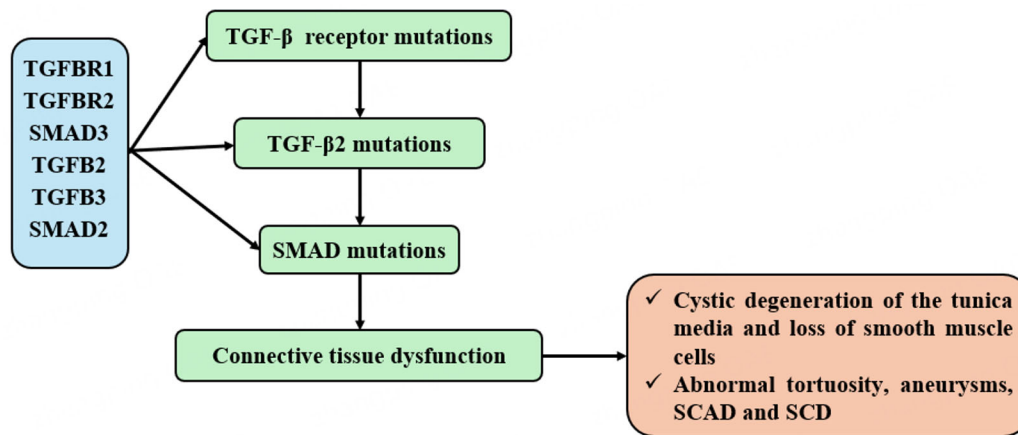 TGFBR1
TGFBR2
SMAD3
TGFB2
TGFB3
SMAD2
TGF-β receptor mutations
TGF-β2 mutations
SMAD mutations
Connective tissue dysfunction
✓ Cystic degeneration of the tunica
media and loss of smooth muscle
cells
✓ Abnormal tortuosity, aneurysms,
SCAD and SCD